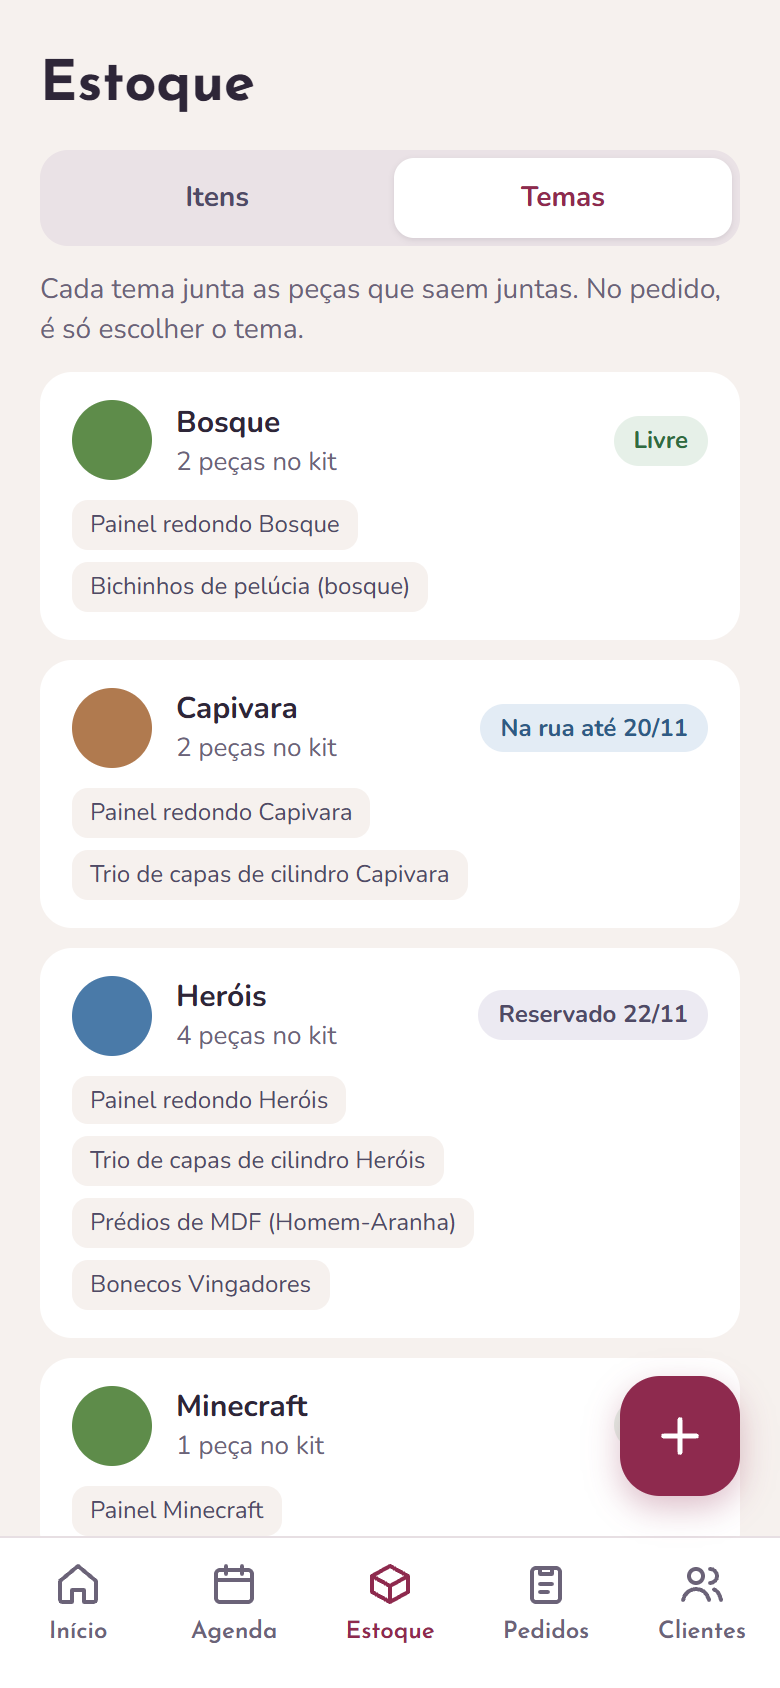 Estoque
Itens
Temas
Cada tema junta as peças que saem juntas. No pedido,
é só escolher o tema.
Bosque
2 peças no kit
Livre
Painel redondo Bosque
Bichinhos de pelúcia (bosque)
Capivara
2 peças no kit
Na rua até 20/11
Painel redondo Capivara
Trio de capas de cilindro Capivara
Heróis
4 peças no kit
Reservado 22/11
Painel redondo Heróis
Trio de capas de cilindro Heróis
Prédios de MDF (Homem-Aranha)
Bonecos Vingadores
Minecraft
1 peça no kit
Painel Minecraft
Início
Agenda
Estoque
Pedidos
Clientes